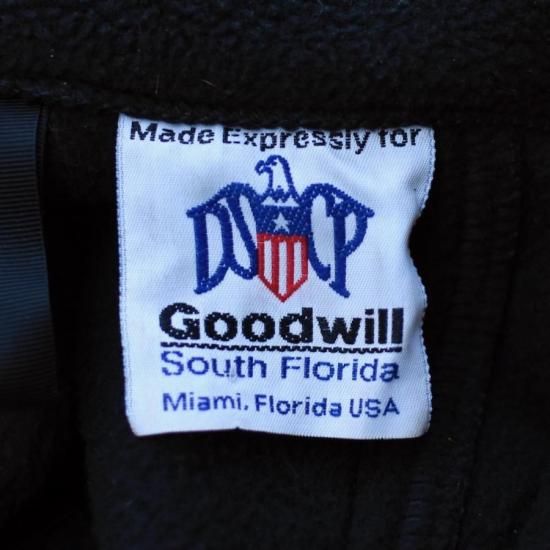 Made Expressly for
DSCP
Goodwill
South Florida
Miami, Florida USA